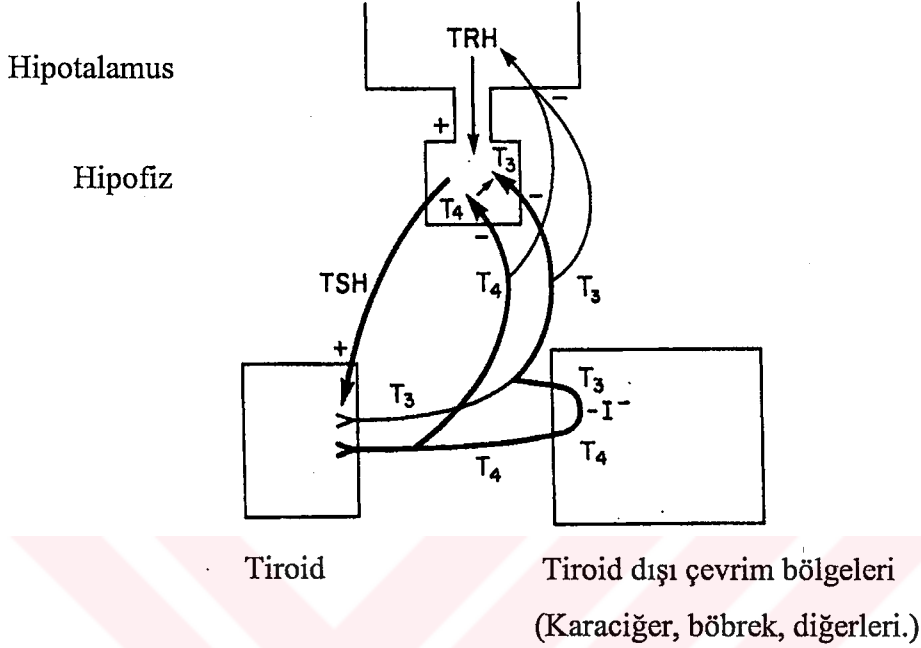 TRH
Hipotalamus
−
+
T₃
Hipofiz
−
T₄
−
TSH
T₄
T₃
+
T₃
T₃
-I⁻
T₄
T₄
Tiroid
Tiroid dışı çevrim bölgeleri
(Karaciğer, böbrek, diğerleri.)